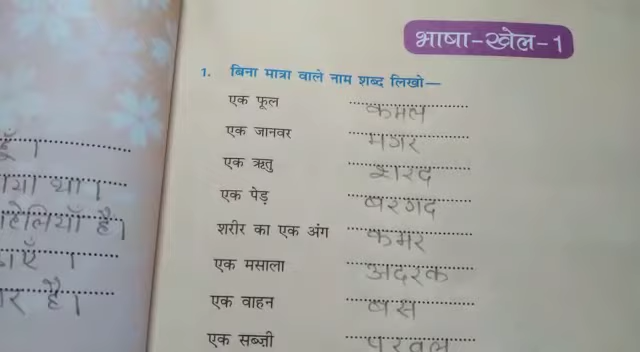 भाषा-खेल-1
1. बिना मात्रा वाले नाम शब्द लिखो—
एक फूल कमल
एक जानवर मगर
एक ऋतु शरद
एक पेड़ बरगद
शरीर का एक अंग कमर
एक मसाला अदरक
एक वाहन बस
एक सब्ज़ी परवल
हूँ।
था।
है।
है।